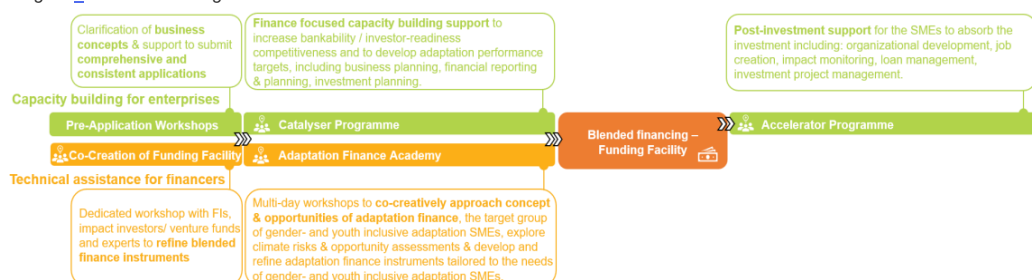 Clarification of business
concepts & support to submit
comprehensive and
consistent applications
Finance focused capacity building support to
increase bankability / investor-readiness
competitiveness and to develop adaptation performance
targets, including business planning, financial reporting
& planning, investment planning.
Post-investment support for the SMEs to absorb the
investment including: organizational development, job
creation, impact monitoring, loan management,
investment project management.
Capacity building for enterprises
Pre-Application Workshops
Catalyser Programme
Blended financing –
Funding Facility
Accelerator Programme
Co-Creation of Funding Facility
Adaptation Finance Academy
Technical assistance for financers
Dedicated workshop with FIs,
impact investors/ venture funds
and experts to refine blended
finance instruments
Multi-day workshops to co-creatively approach concept
& opportunities of adaptation finance, the target group
of gender- and youth inclusive adaptation SMEs, explore
climate risks & opportunity assessments & develop and
refine adaptation finance instruments tailored to the needs
of gender- and youth inclusive adaptation SMEs.